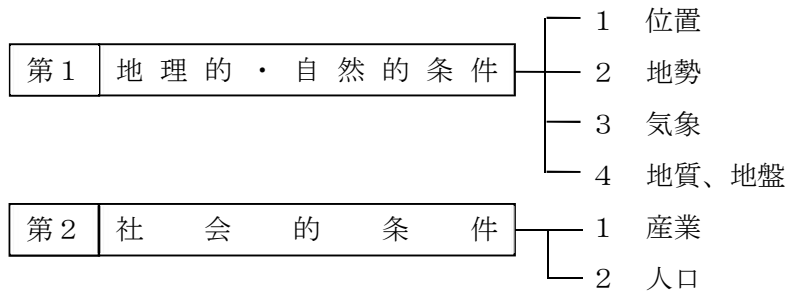 1 位置
第1 地理的・自然的条件
2 地勢
3 気象
4 地質、地盤
第2 社会的条件
1 産業
2 人口